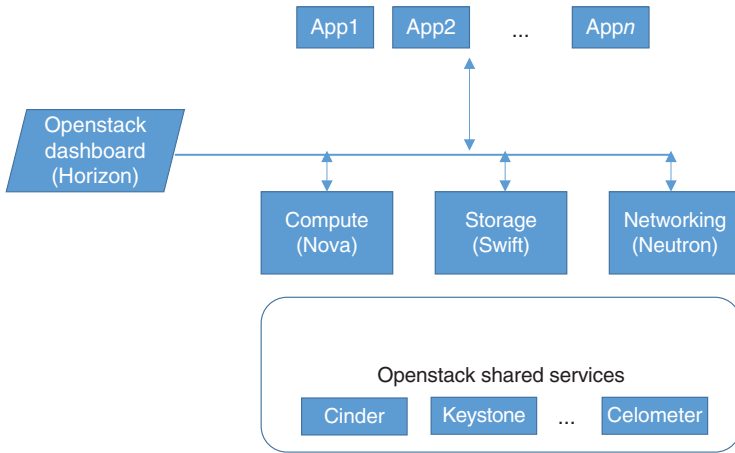 App1 App2 ... Appn
Openstack
dashboard
(Horizon)
Compute
(Nova)
Storage
(Swift)
Networking
(Neutron)
Openstack shared services
Cinder Keystone ... Celometer